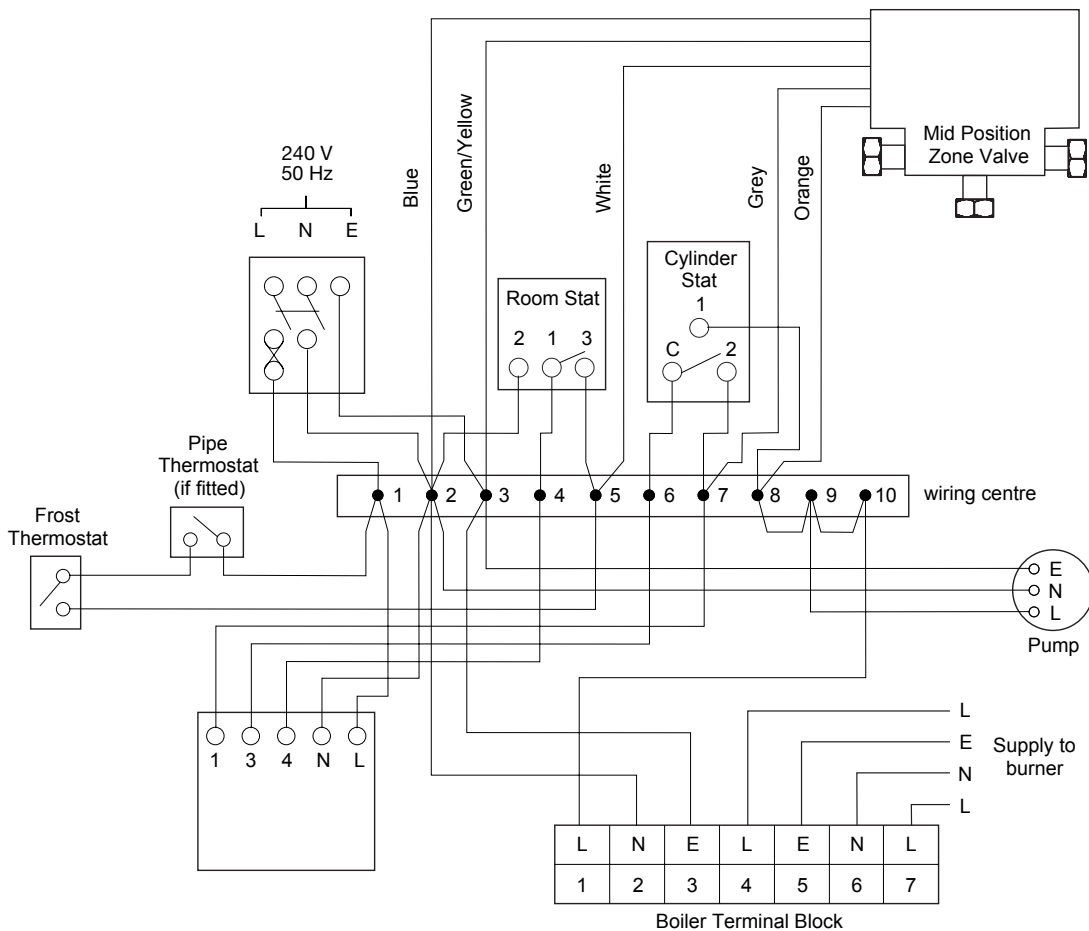 Mid Position
Zone Valve
240 V
50 Hz
L N E
Blue
Green/Yellow
White
Grey
Orange
Room Stat
2 1 3
Cylinder
Stat
1
C 2
Pipe
Thermostat
(if fitted)
Frost
Thermostat
1 2 3 4 5 6 7 8 9 10
wiring centre
E
N
L
Pump
1 3 4 N L
L
E
N
L
Supply to
burner
L N E L E N L
1 2 3 4 5 6 7
Boiler Terminal Block